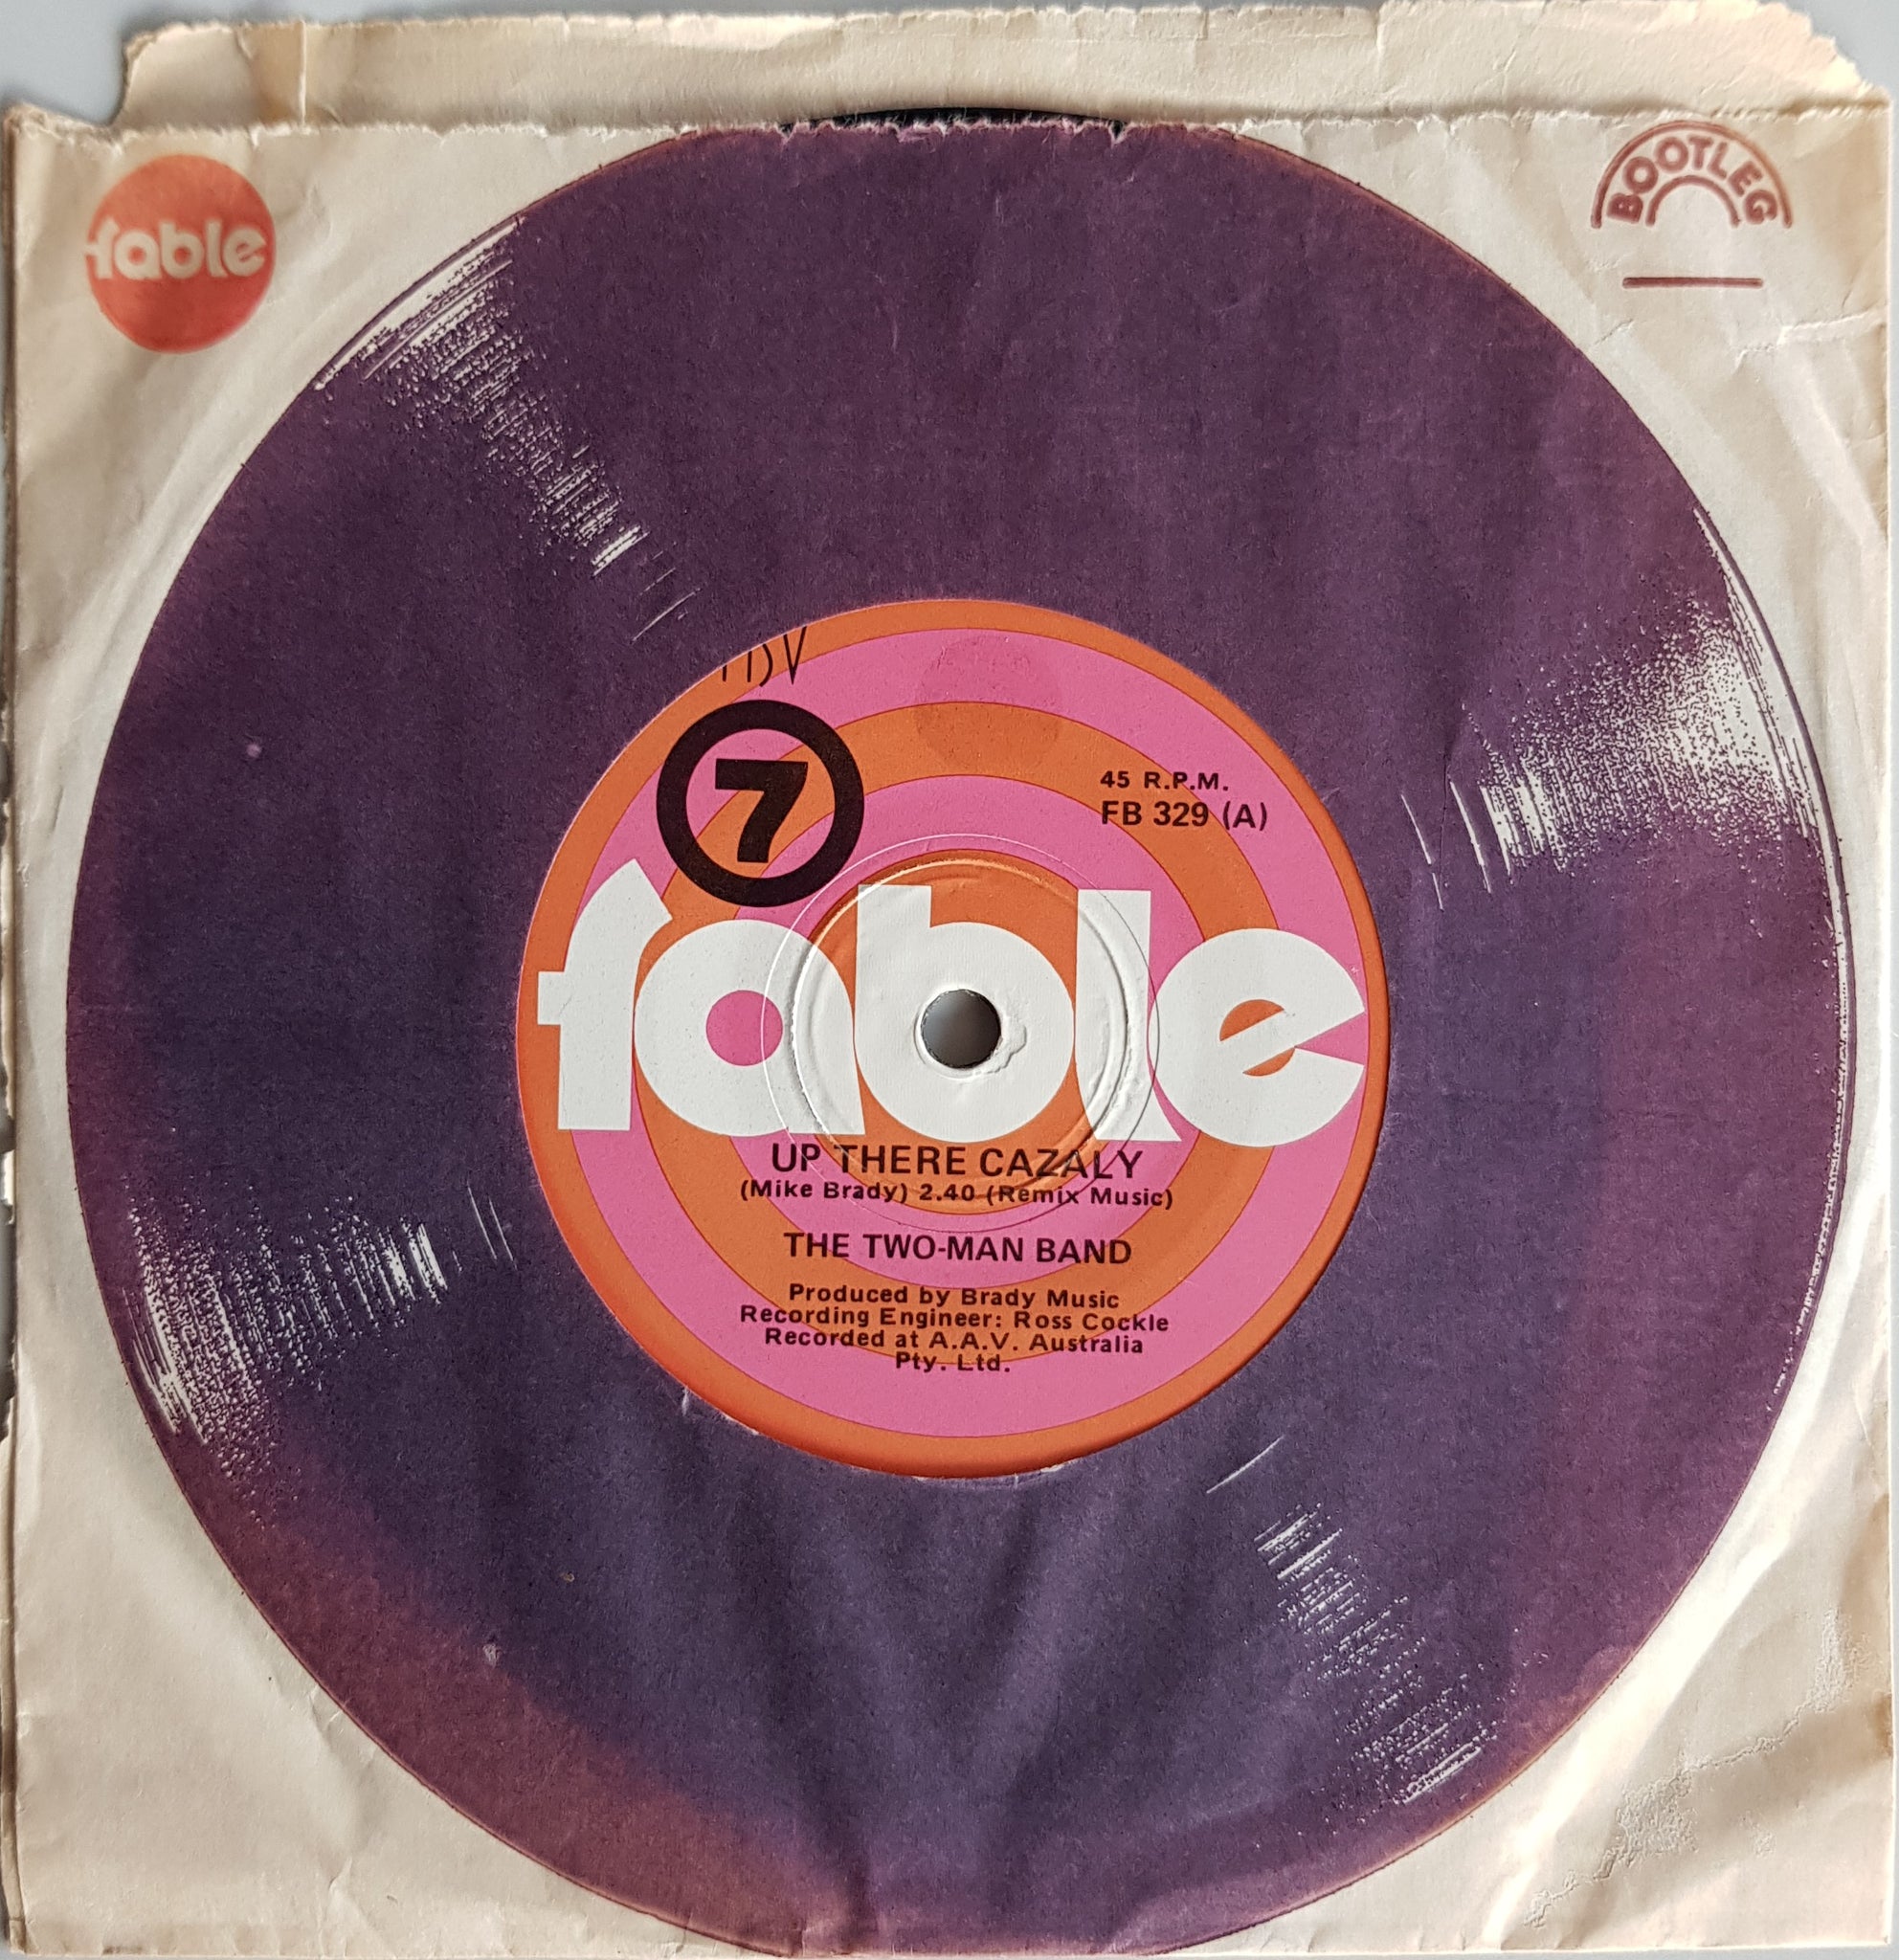 fable
BOOTLEG
7
45 R.P.M.
FB 329 (A)
fable
UP THERE CAZALY
(Mike Brady) 2.40 (Remix Music)
THE TWO-MAN BAND
Produced by Brady Music
Recording Engineer: Ross Cockle
Recorded at A.A.V. Australia
Pty. Ltd.